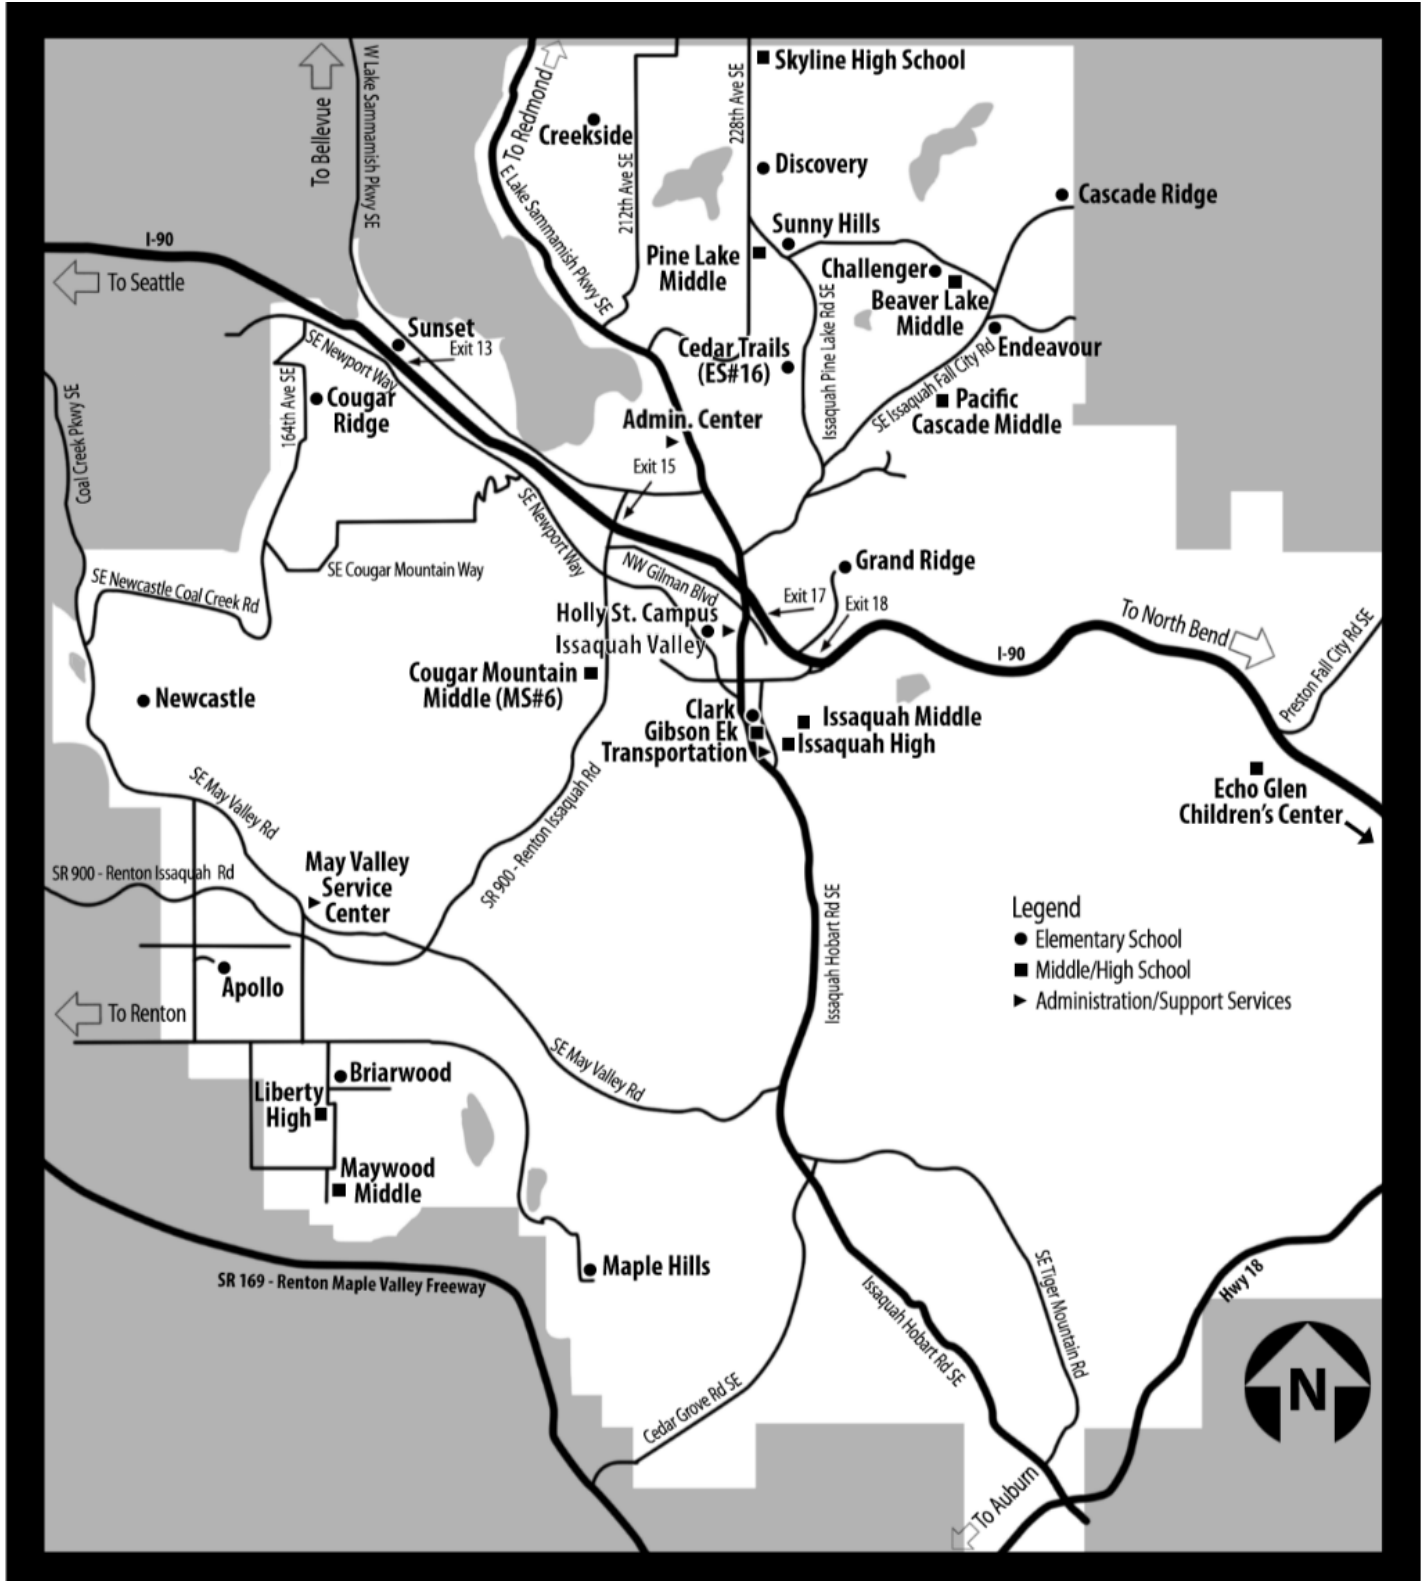 Skyline High School
To Bellevue
W Lake Sammamish Pkwy SE
To Redmond
E Lake Sammamish Pkwy SE
Creekside
212th Ave SE
228th Ave SE
Discovery
Cascade Ridge
Sunny Hills
I-90
To Seattle
Pine Lake
Middle
Challenger
Beaver Lake
Middle
Endeavour
Issaquah Pine Lake Rd SE
SE Issaquah Fall City Rd
Sunset
Exit 13
SE Newport Way
Cedar Trails
(ES#16)
Coal Creek Pkwy SE
164th Ave SE
Cougar
Ridge
Pacific
Cascade Middle
Admin. Center
Exit 15
SE Newport Way
SE Cougar Mountain Way
SE Newcastle Coal Creek Rd
NW Gilman Blvd
Grand Ridge
Exit 17
Exit 18
Holly St. Campus
Issaquah Valley
To North Bend
I-90
Preston Fall City Rd SE
Cougar Mountain
Middle (MS#6)
Newcastle
Clark
Gibson Ek
Transportation
Issaquah Middle
Issaquah High
Echo Glen
Children's Center
SE May Valley Rd
SR 900 - Renton Issaquah Rd
SR 900 - Renton Issaquah Rd
May Valley
Service
Center
Issaquah Hobart Rd SE
Legend
Elementary School
Middle/High School
Administration/Support Services
Apollo
To Renton
SE May Valley Rd
Briarwood
Liberty
High
Maywood
Middle
Maple Hills
SR 169 - Renton Maple Valley Freeway
SE Tiger Mountain Rd
Issaquah Hobart Rd SE
Hwy 18
Cedar Grove Rd SE
N
To Auburn